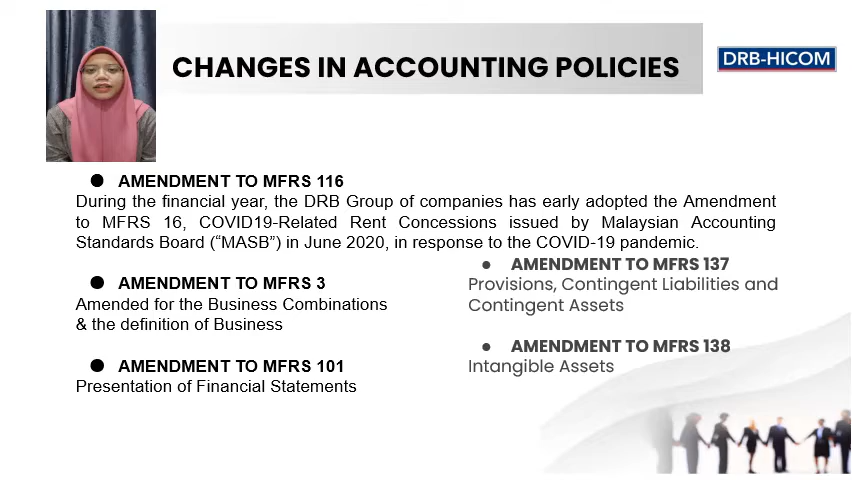 CHANGES IN ACCOUNTING POLICIES
DRB-HICOM
● AMENDMENT TO MFRS 116
During the financial year, the DRB Group of companies has early adopted the Amendment
to MFRS 16, COVID19-Related Rent Concessions issued by Malaysian Accounting
Standards Board (“MASB”) in June 2020, in response to the COVID-19 pandemic.
● AMENDMENT TO MFRS 3
Amended for the Business Combinations
& the definition of Business
● AMENDMENT TO MFRS 101
Presentation of Financial Statements
● AMENDMENT TO MFRS 137
Provisions, Contingent Liabilities and
Contingent Assets
● AMENDMENT TO MFRS 138
Intangible Assets